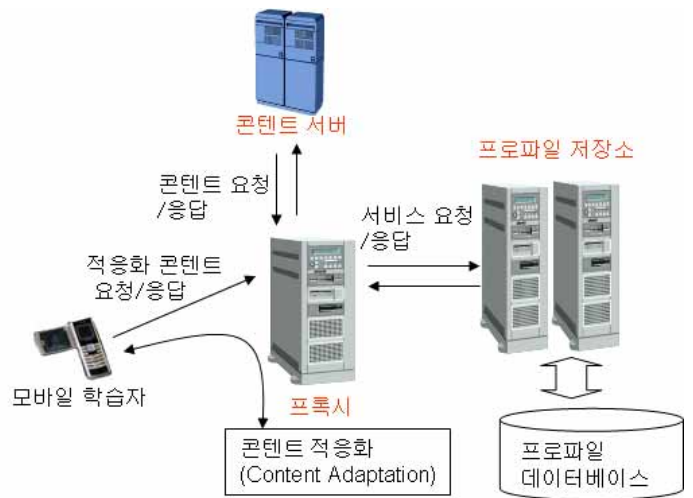 콘텐트 서버
프로파일 저장소
콘텐트 요청
/응답
서비스 요청
/응답
적응화 콘텐트
요청/응답
모바일 학습자
프록시
콘텐트 적응화
(Content Adaptation)
프로파일
데이터베이스